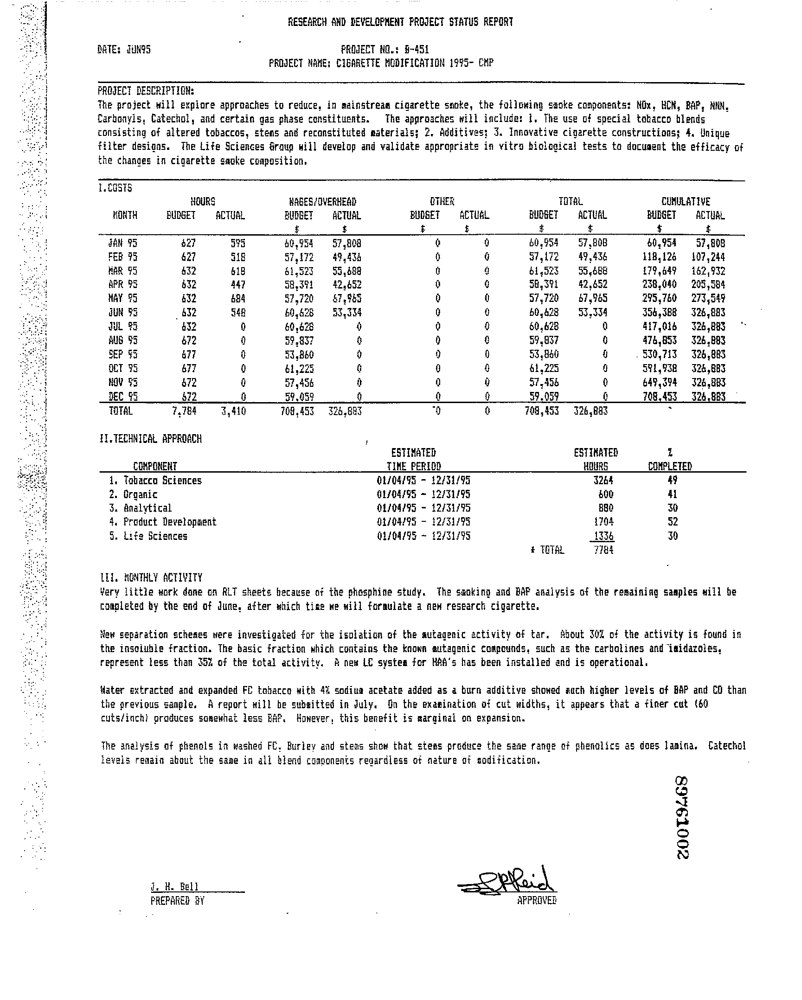 RESEARCH AND DEVELOPMENT PROJECT STATUS REPORT
DATE: JUN95 PROJECT NO.: B-451
PROJECT NAME: CIGARETTE MODIFICATION 1995- CMP
PROJECT DESCRIPTION:
The project will explore approaches to reduce, in mainstream cigarette smoke, the following smoke components: NOx, HCN, BAP, NNN,
Carbonyls, Catechol, and certain gas phase constituents. The approaches will include: 1. The use of special tobacco blends
consisting of altered tobaccos, stems and reconstituted materials; 2. Additives; 3. Innovative cigarette constructions; 4. Unique
filter designs. The Life Sciences Group will develop and validate appropriate in vitro biological tests to document the efficacy of
the changes in cigarette smoke composition.
I.COSTS
HOURS WAGES/OVERHEAD OTHER TOTAL CUMULATIVE
MONTH BUDGET ACTUAL BUDGET ACTUAL BUDGET ACTUAL BUDGET ACTUAL BUDGET ACTUAL
$ $ $ $ $ $ $ $
JAN 95 627 595 60,954 57,808 0 0 60,954 57,808 60,954 57,808
FEB 95 627 518 57,172 49,436 0 0 57,172 49,436 118,126 107,244
MAR 95 632 618 61,523 55,688 0 0 61,523 55,688 179,649 162,932
APR 95 632 447 58,391 42,652 0 0 58,391 42,652 238,040 205,584
MAY 95 632 684 57,720 67,965 0 0 57,720 67,965 295,760 273,549
JUN 95 632 548 60,628 53,334 0 0 60,628 53,334 356,388 326,883
JUL 95 632 0 60,628 0 0 0 60,628 0 417,016 326,883
AUG 95 672 0 59,837 0 0 0 59,837 0 476,853 326,883
SEP 95 677 0 53,860 0 0 0 53,860 0 530,713 326,883
OCT 95 677 0 61,225 0 0 0 61,225 0 591,938 326,883
NOV 95 672 0 57,456 0 0 0 57,456 0 649,394 326,883
DEC 95 672 0 59,059 0 0 0 59,059 0 708,453 326,883
TOTAL 7,784 3,410 708,453 326,883 0 0 708,453 326,883
II.TECHNICAL APPROACH
ESTIMATED ESTIMATED %
COMPONENT TIME PERIOD HOURS COMPLETED
1. Tobacco Sciences 01/04/95 - 12/31/95 3264 49
2. Organic 01/04/95 - 12/31/95 600 41
3. Analytical 01/04/95 - 12/31/95 880 30
4. Product Development 01/04/95 - 12/31/95 1704 52
5. Life Sciences 01/04/95 - 12/31/95 1336 30
* TOTAL 7784
III. MONTHLY ACTIVITY
Very little work done on RLT sheets because of the phosphine study. The smoking and BAP analysis of the remaining samples will be
completed by the end of June, after which time we will formulate a new research cigarette.
New separation schemes were investigated for the isolation of the mutagenic activity of tar. About 30% of the activity is found in
the insoluble fraction. The basic fraction which contains the known mutagenic compounds, such as the carbolines and imidazoles,
represent less than 35% of the total activity. A new LC system for HAA's has been installed and is operational.
Water extracted and expanded FC tobacco with 4% sodium acetate added as a burn additive showed much higher levels of BAP and CO than
the previous sample. A report will be submitted in July. On the examination of cut widths, it appears that a finer cut (60
cuts/inch) produces somewhat less BAP. However, this benefit is marginal on expansion.
The analysis of phenols in washed FC, Burley and stems show that stems produce the same range of phenolics as does lamina. Catechol
levels remain about the same in all blend components regardless of nature of modification.
89761002
J. H. Bell
PREPARED BY APPROVED